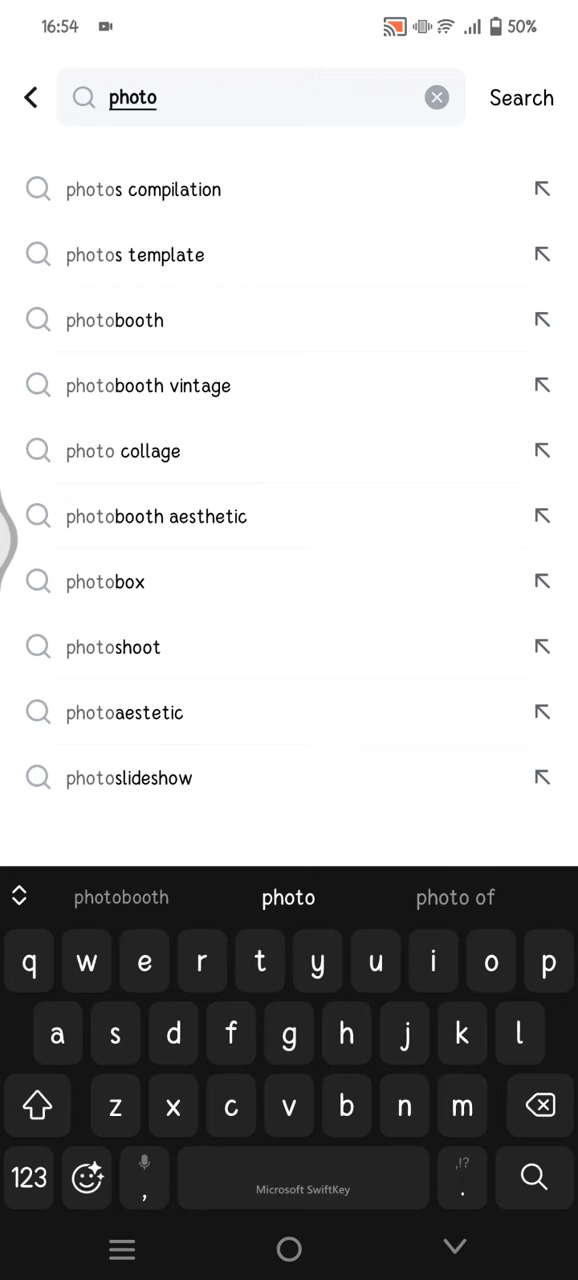 16:54 50%
photo Search
photos compilation
photos template
photobooth
photobooth vintage
photo collage
photobooth aesthetic
photobox
photoshoot
photoaestetic
photoslideshow
photobooth photo photo of
q w e r t y u i o p
a s d f g h j k l
z x c v b n m
123 , Microsoft SwiftKey ,!? .